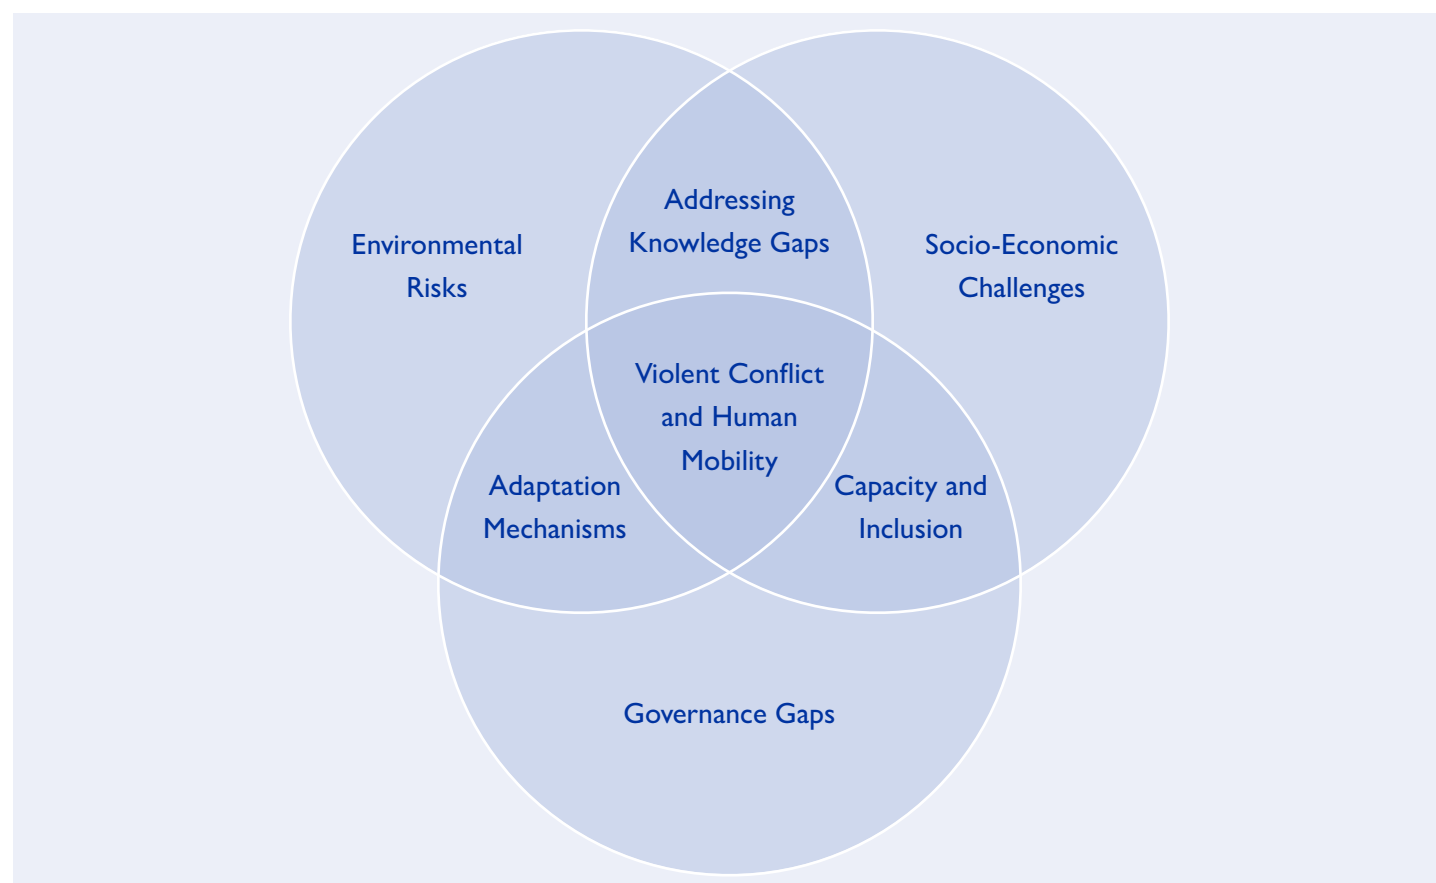 Addressing
Knowledge Gaps
Environmental
Risks
Socio-Economic
Challenges
Violent Conflict
and Human
Mobility
Adaptation
Mechanisms
Capacity and
Inclusion
Governance Gaps